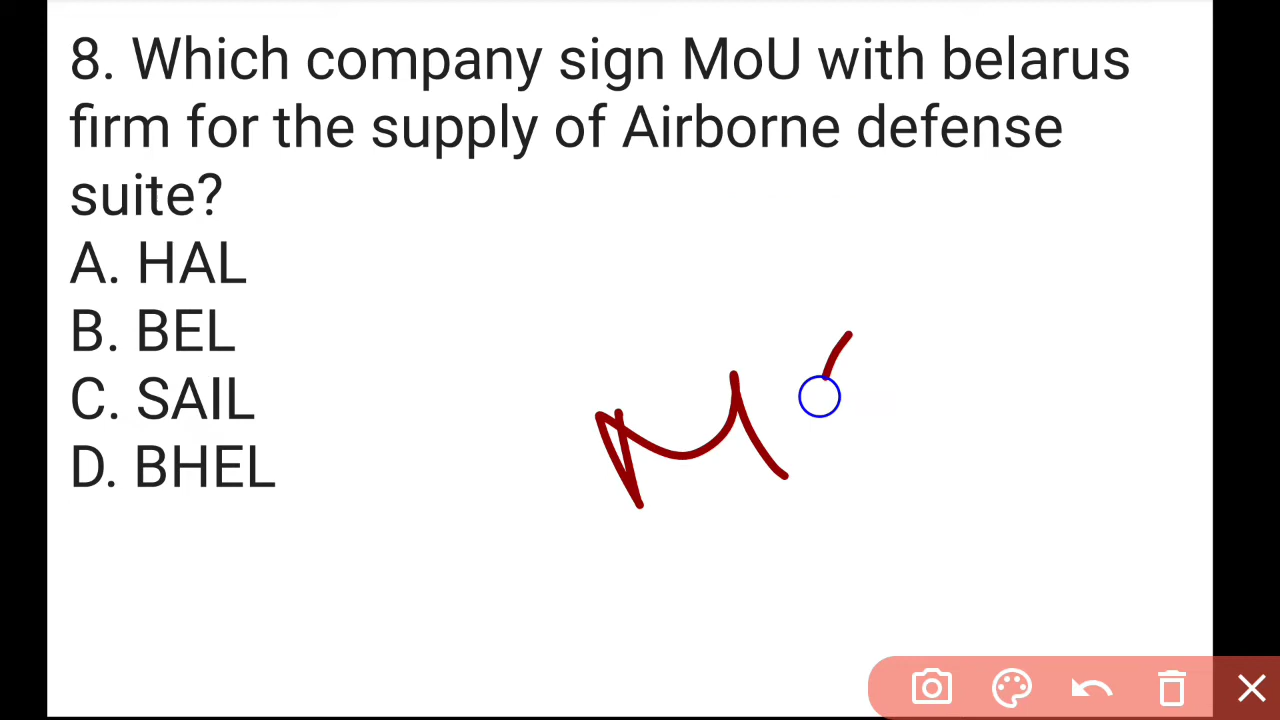 8. Which company sign MoU with belarus
firm for the supply of Airborne defense
suite?
A. HAL
B. BEL
C. SAIL
D. BHEL
M